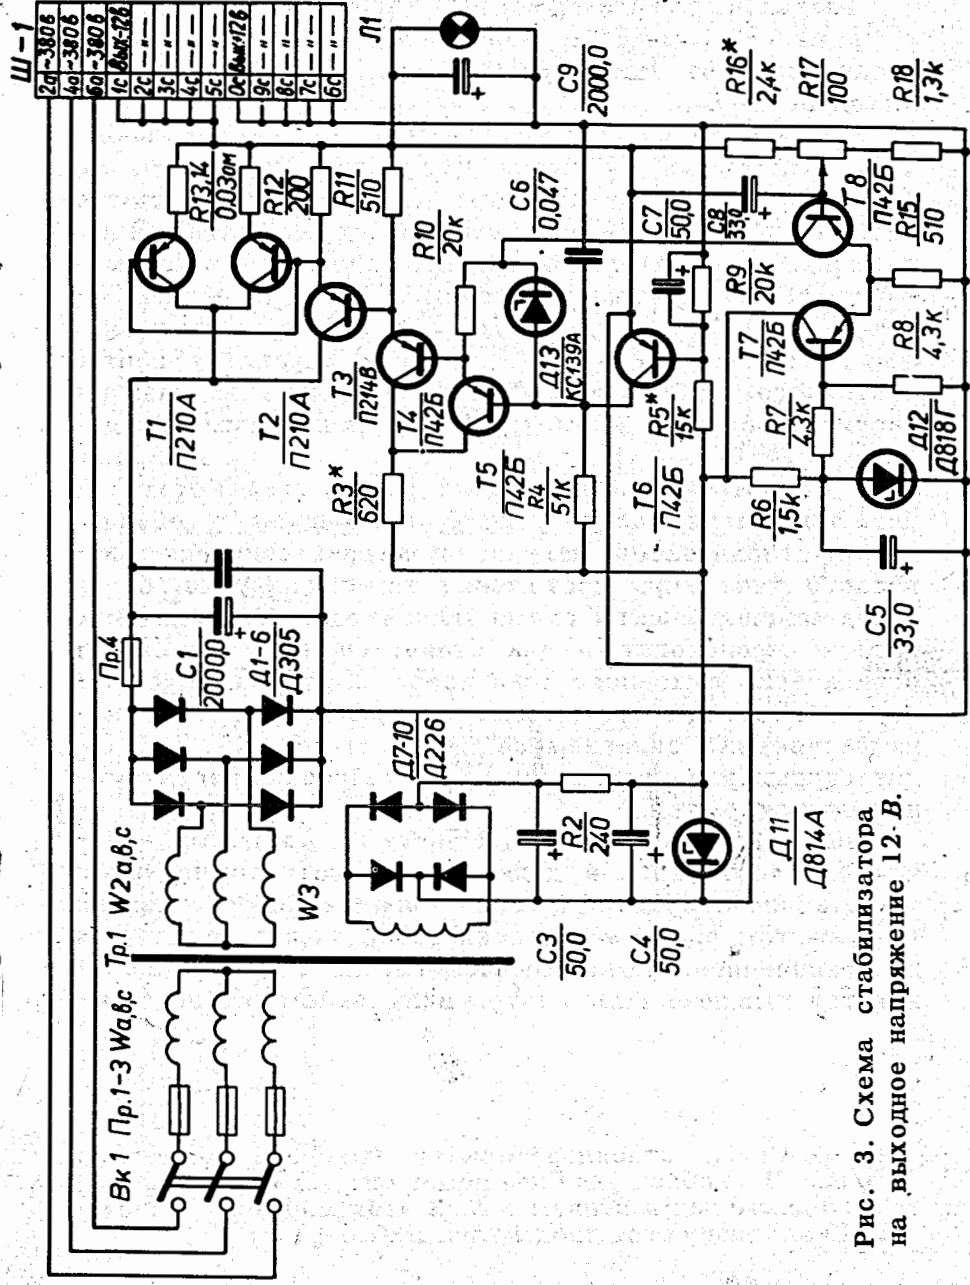 Ш-1
2а ~380 в
4а ~380 в
6а ~380 в
1с Вых-12в
2с —"—
3с —"—
4с —"—
5с —"—
0с Вых+12в
9с —"—
8с —"—
7с —"—
6с —"—
Вк 1 Пр.1-3 Wа,в,с Тр.1 W2а,в,с
Пр.4
С1
2000,0
Д1-6
Д305
Т1
П210А
Т2
П210А
R13,14
0,03ом
R12
200
R11
510
Л1
Т3
П214В
R3*
620
Т4
П42Б
R10
20к
С6
0,047
С9
2000,0
W3
Д7-10
Д226
Т5
П42Б
R4
51к
Д13
КС139А
С7
50,0
С8
33,0
R16*
2,4к
R17
100
R18
1,3к
С3
50,0
R2
240
С4
50,0
Т6
П42Б
R5*
15к
R9
20к
Т8
П42Б
R15
510
Д11
Д814А
R6
1,5к
R7
4,3к
Т7
П42Б
R8
4,3к
Д12
Д818Г
С5
33,0
Рис. 3. Схема стабилизатора
на выходное напряжение 12 В.